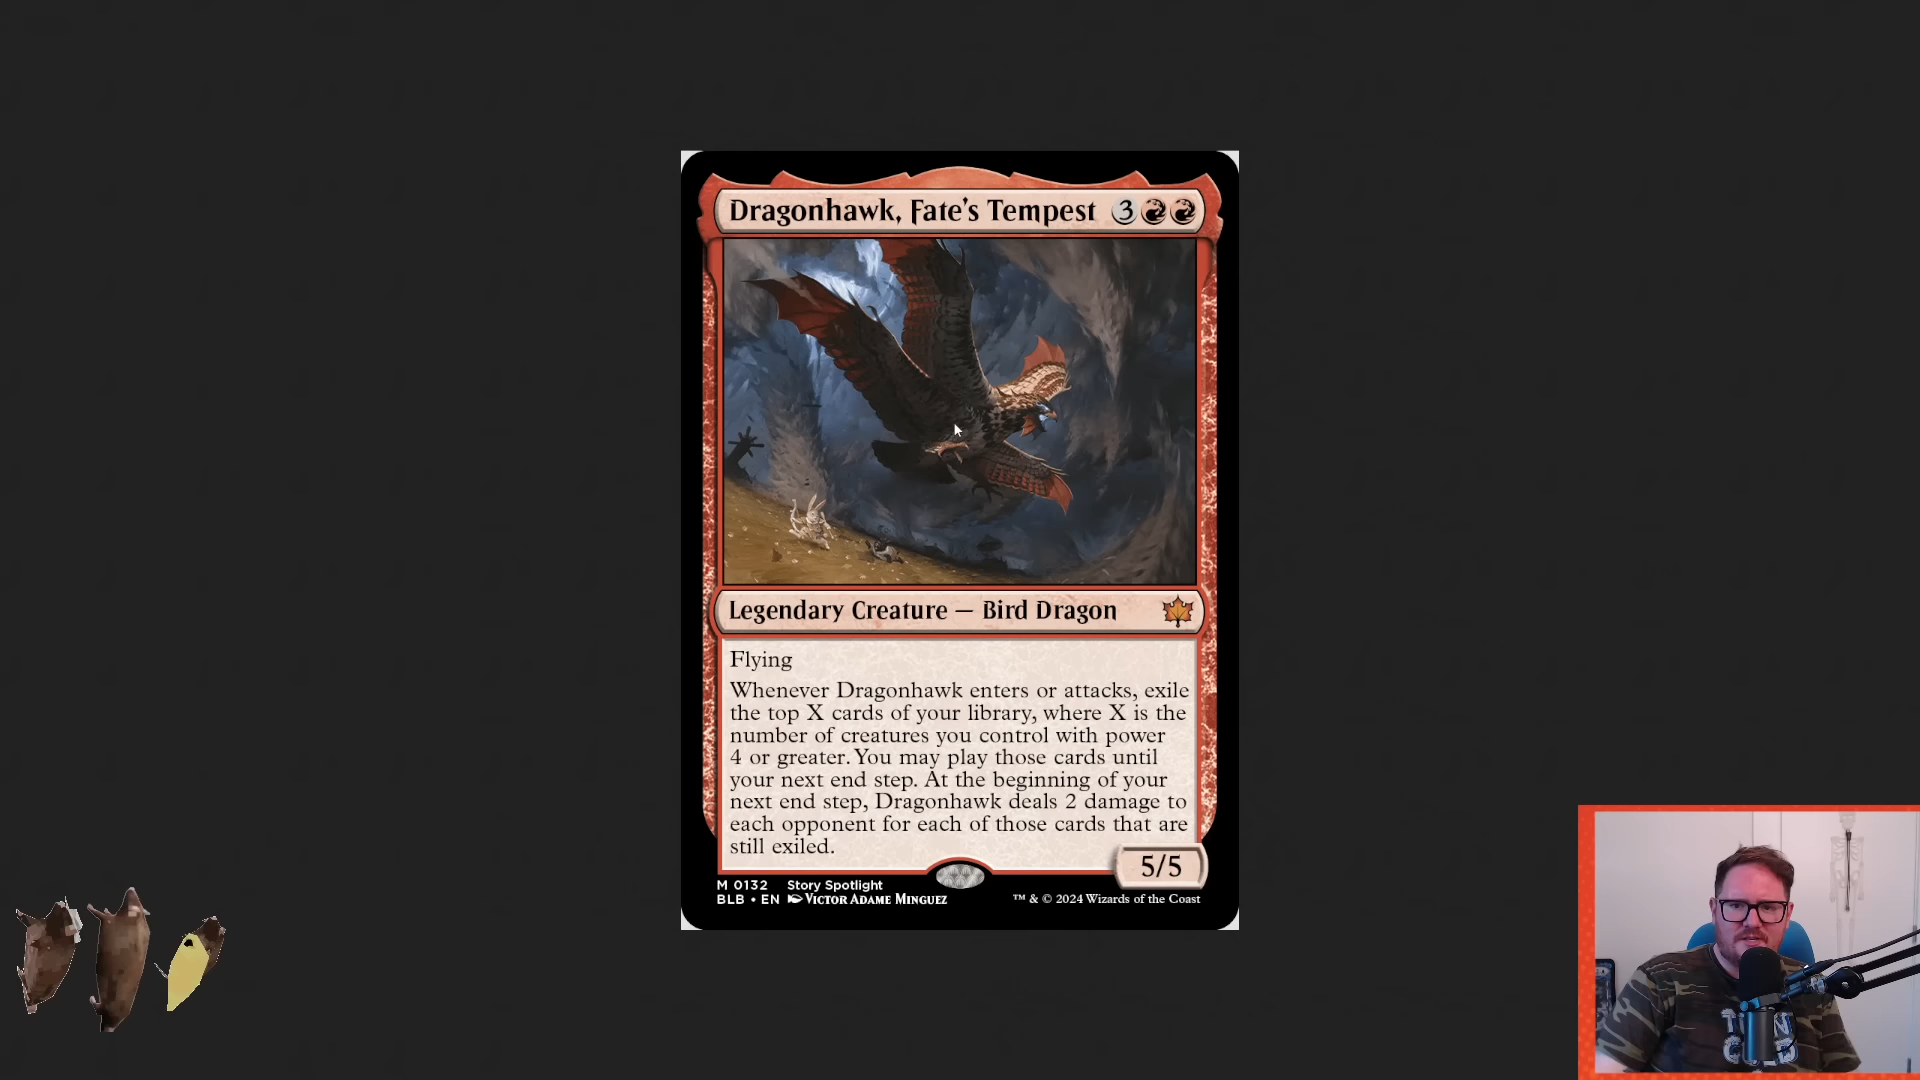 Dragonhawk, Fate's Tempest 3
Legendary Creature — Bird Dragon
Flying
Whenever Dragonhawk enters or attacks, exile
the top X cards of your library, where X is the
number of creatures you control with power
4 or greater. You may play those cards until
your next end step. At the beginning of your
next end step, Dragonhawk deals 2 damage to
each opponent for each of those cards that are
still exiled.
5/5
M 0132 Story Spotlight
BLB • EN Victor Adame Minguez
™ & © 2024 Wizards of the Coast